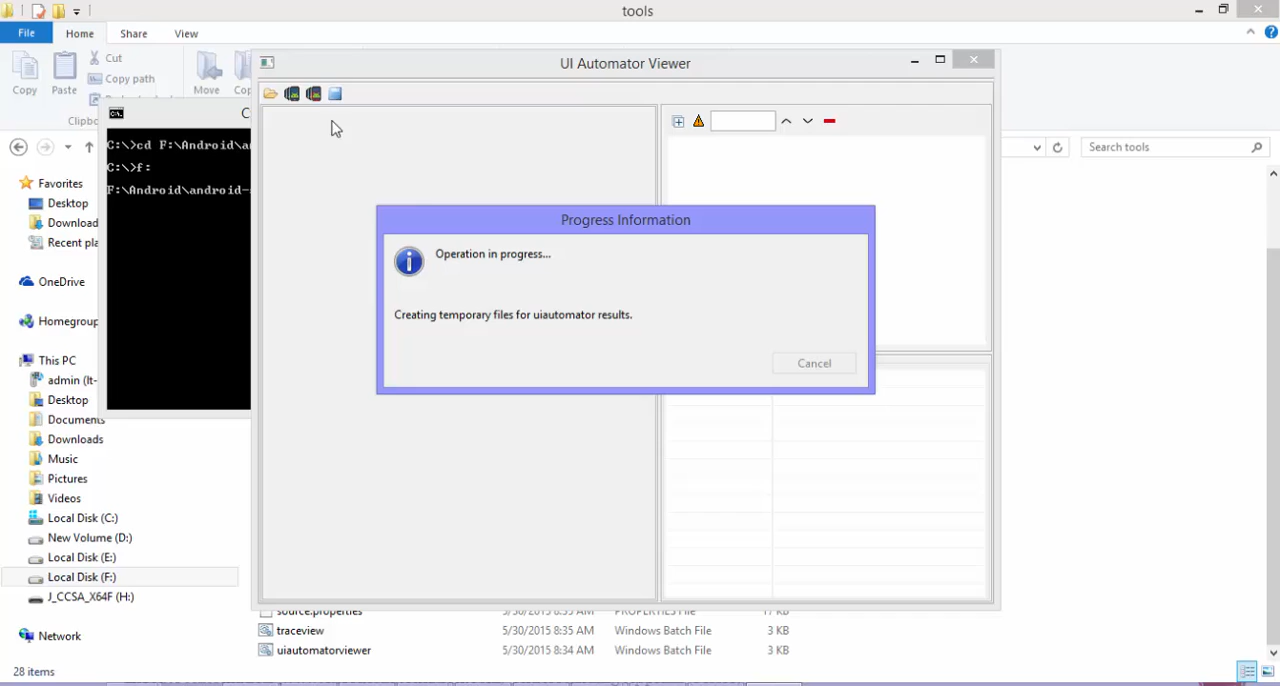 tools
File Home Share View
Copy Paste
Cut
Copy path
Move
Clipb
UI Automator Viewer
C:\>cd F:\Android\a
C:\>f:
F:\Android\android-
Progress Information
Operation in progress...
Creating temporary files for uiautomator results.
Cancel
Search tools
Favorites
Desktop
Download
Recent pla
OneDrive
Homegroup
This PC
admin (lt-
Desktop
Documents
Downloads
Music
Pictures
Videos
Local Disk (C:)
New Volume (D:)
Local Disk (E:)
Local Disk (F:)
J_CCSA_X64F (H:)
Network
source.properties 5/30/2015 8:35 AM PROPERTIES File 17 KB
traceview 5/30/2015 8:35 AM Windows Batch File 3 KB
uiautomatorviewer 5/30/2015 8:34 AM Windows Batch File 3 KB
28 items